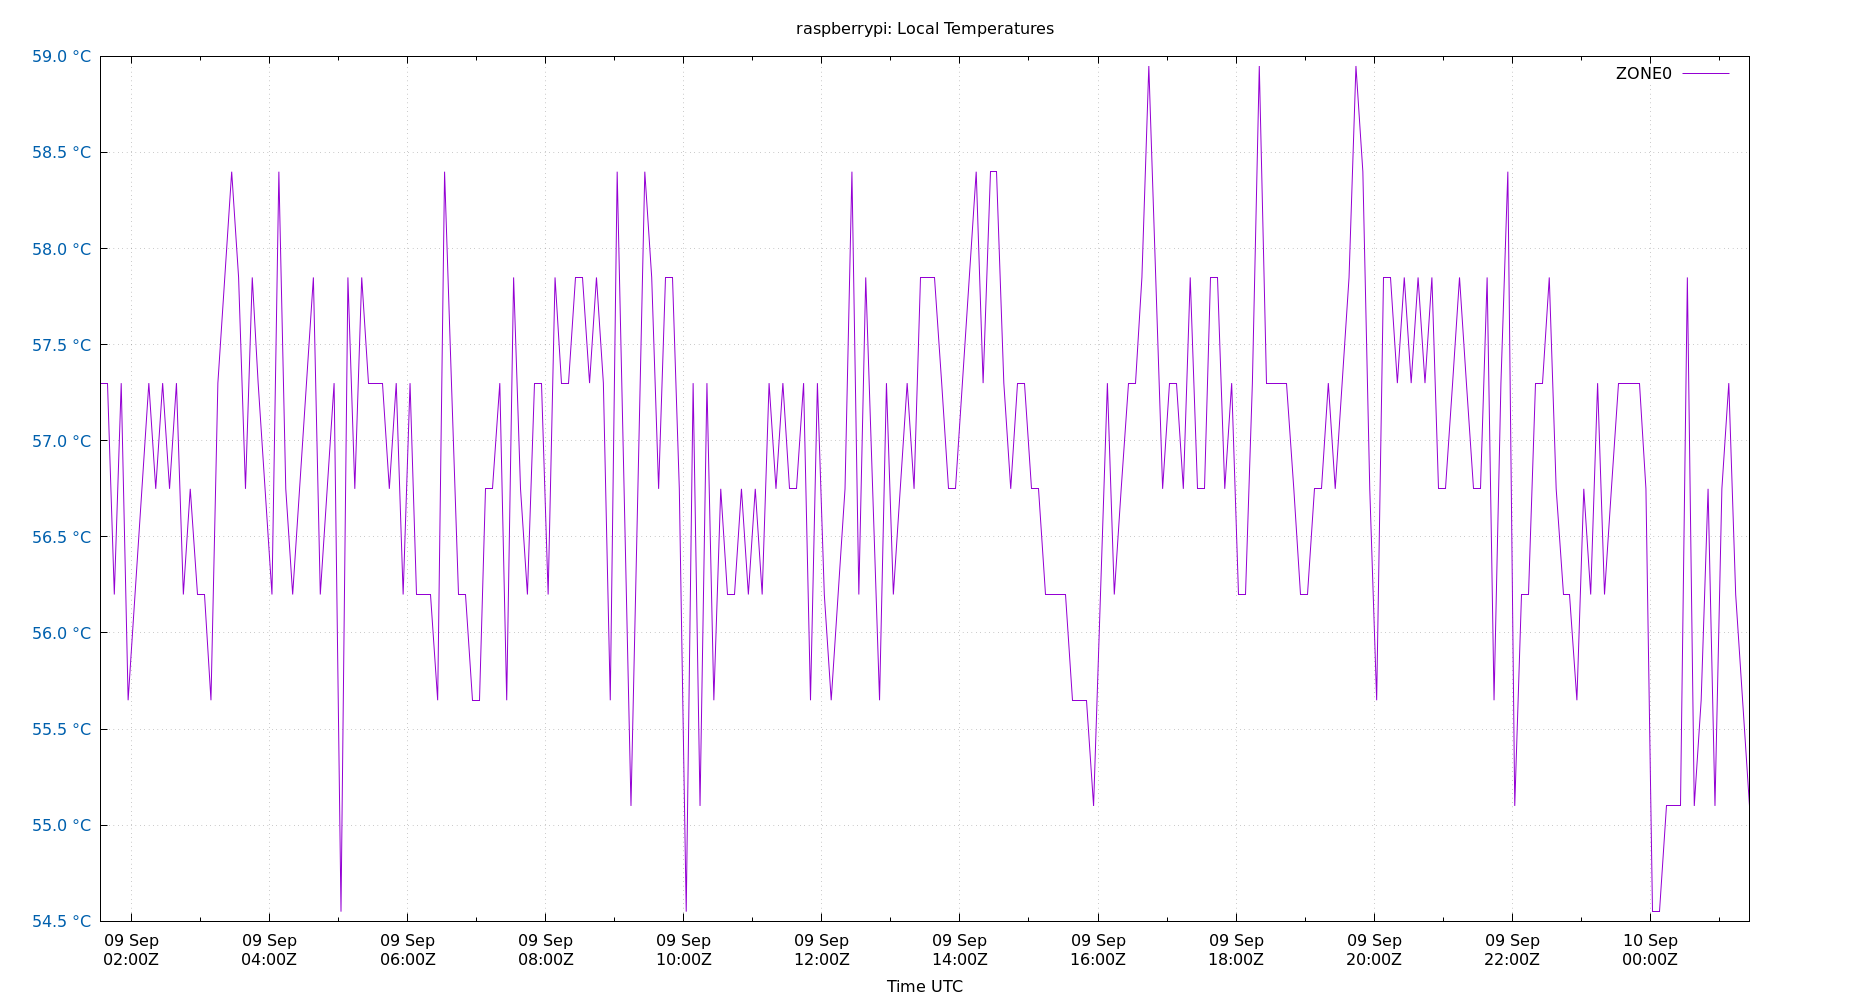 raspberrypi: Local Temperatures
59.0 °C
ZONE0
58.5 °C
58.0 °C
57.5 °C
57.0 °C
56.5 °C
56.0 °C
55.5 °C
55.0 °C
54.5 °C
09 Sep 09 Sep 09 Sep 09 Sep 09 Sep 09 Sep 09 Sep 09 Sep 09 Sep 09 Sep 09 Sep 10 Sep
02:00Z 04:00Z 06:00Z 08:00Z 10:00Z 12:00Z 14:00Z 16:00Z 18:00Z 20:00Z 22:00Z 00:00Z
Time UTC